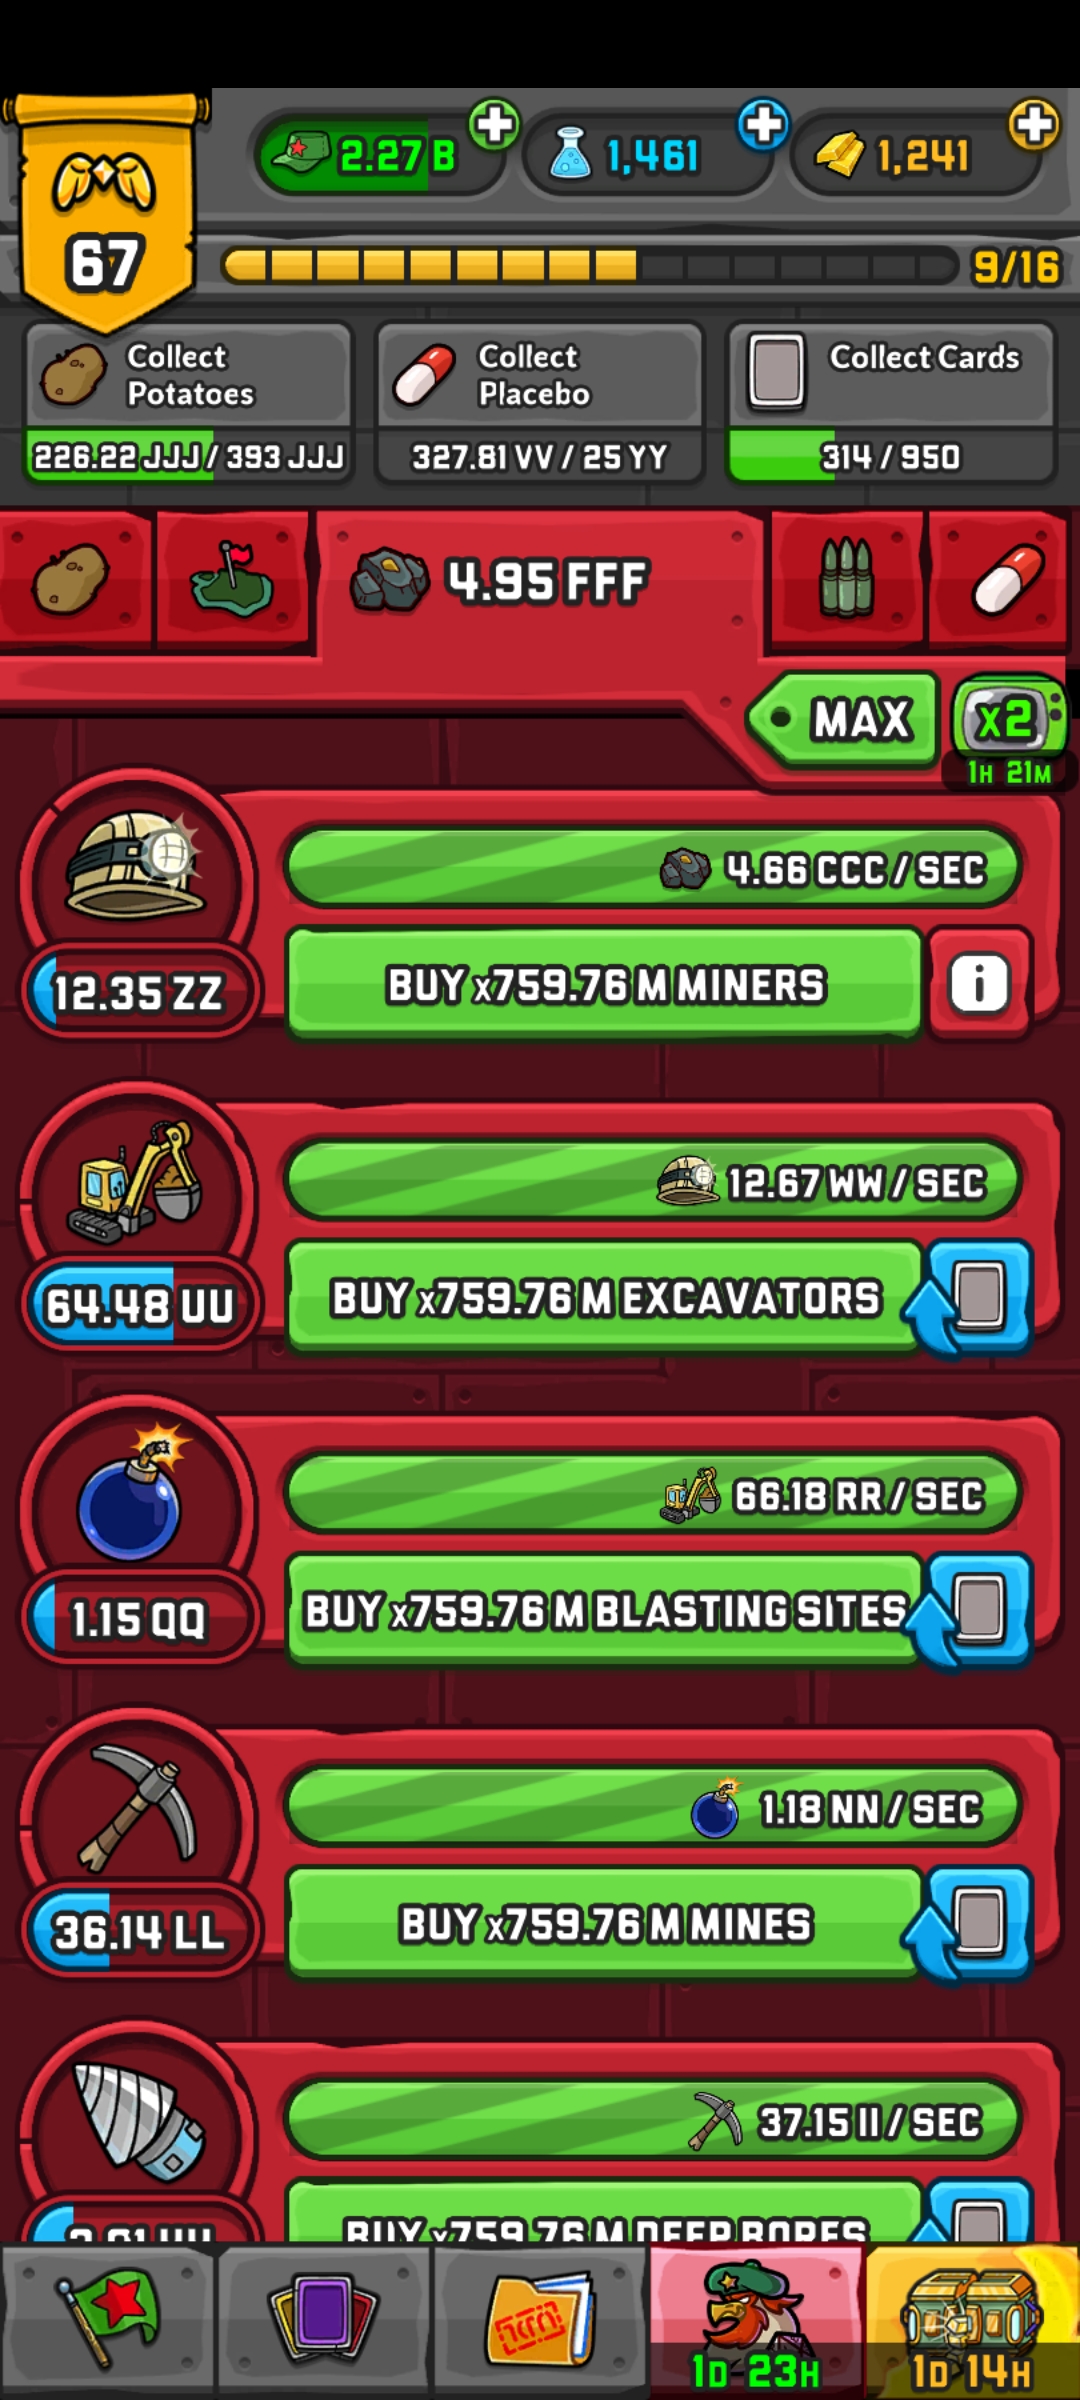 2.27 B
1,461
1,241
67
9/16
Collect
Potatoes
226.22 JJJ / 393 JJJ
Collect
Placebo
327.81 VV / 25 YY
Collect Cards
314 / 950
4.95 FFF
MAX
x2
1H 21M
4.66 CCC / SEC
12.35 ZZ
BUY x759.76 M MINERS
i
12.67 WW / SEC
64.48 UU
BUY x759.76 M EXCAVATORS
66.18 RR / SEC
1.15 QQ
BUY x759.76 M BLASTING SITES
1.18 NN / SEC
36.14 LL
BUY x759.76 M MINES
37.15 II / SEC
BUY x759.76 M DEEP BORES
1D 23H
1D 14H